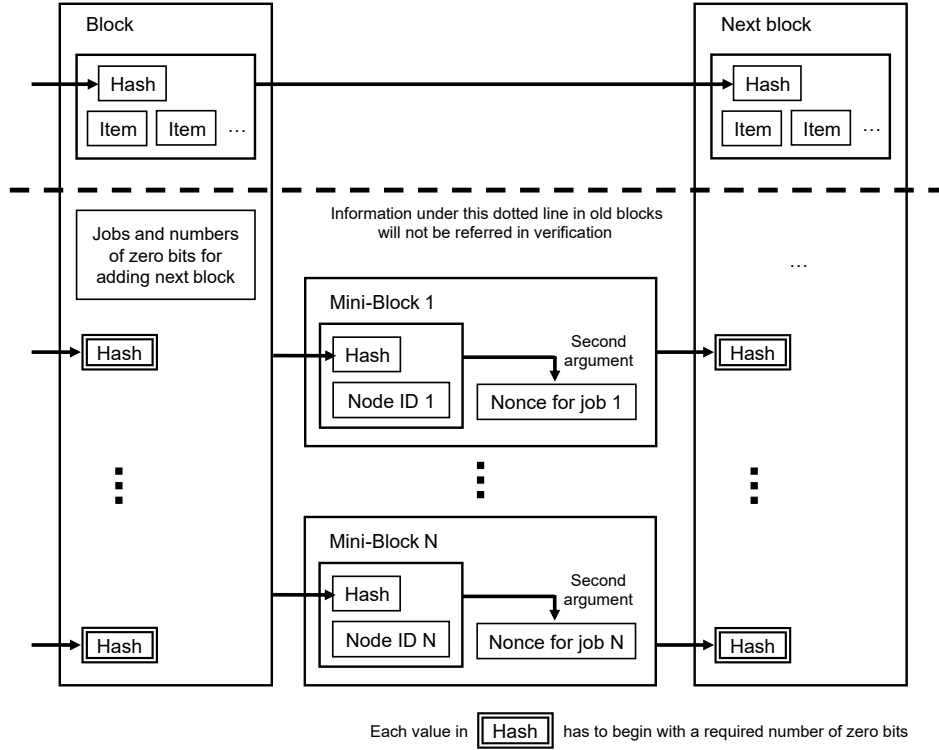 Block
Next block
Hash
Hash
Item Item ...
Item Item ...
Information under this dotted line in old blocks
will not be referred in verification
Jobs and numbers
of zero bits for
adding next block
...
Mini-Block 1
Hash
Hash
Second
argument
Hash
Node ID 1
Nonce for job 1
Mini-Block N
Hash
Second
argument
Hash
Node ID N
Nonce for job N
Hash
Each value in Hash has to begin with a required number of zero bits